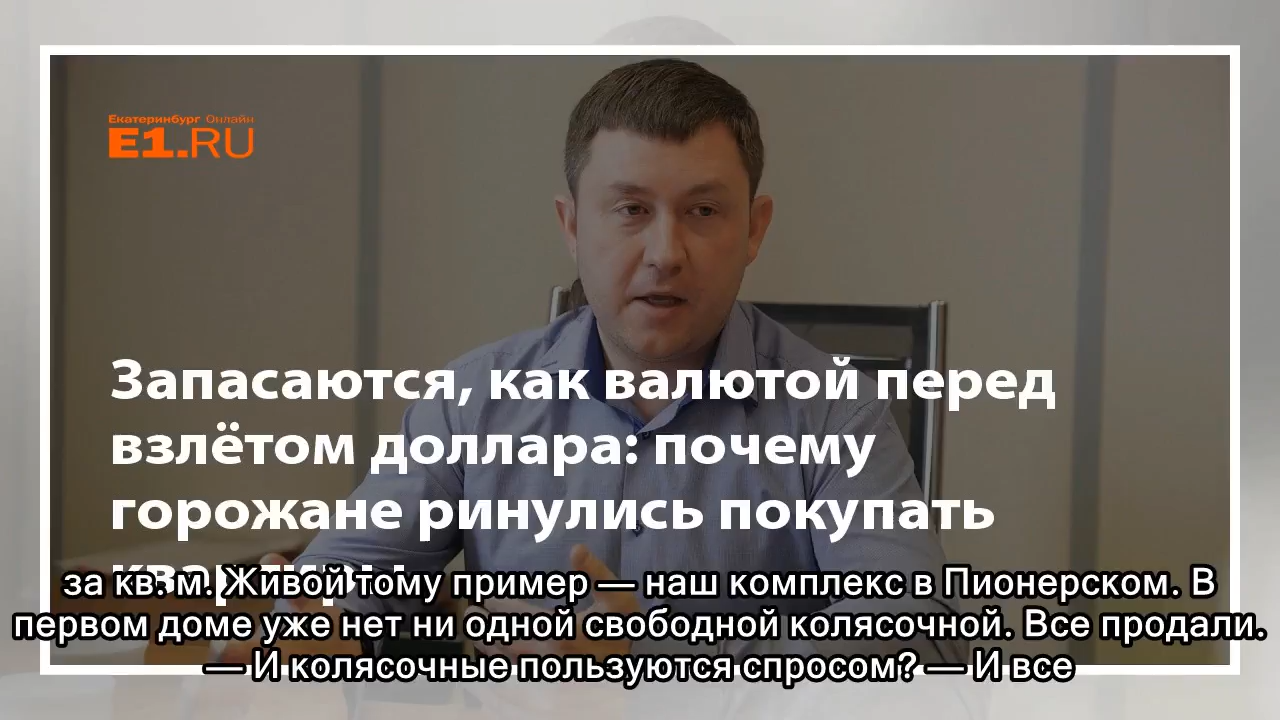 Екатеринбург Онлайн
E1.RU
Запасаются, как валютой перед
взлётом доллара: почему
горожане ринулись покупать
квартиры
за кв. м. Живой тому пример — наш комплекс в Пионерском. В
первом доме уже нет ни одной свободной колясочной. Все продали.
— И колясочные пользуются спросом? — И все